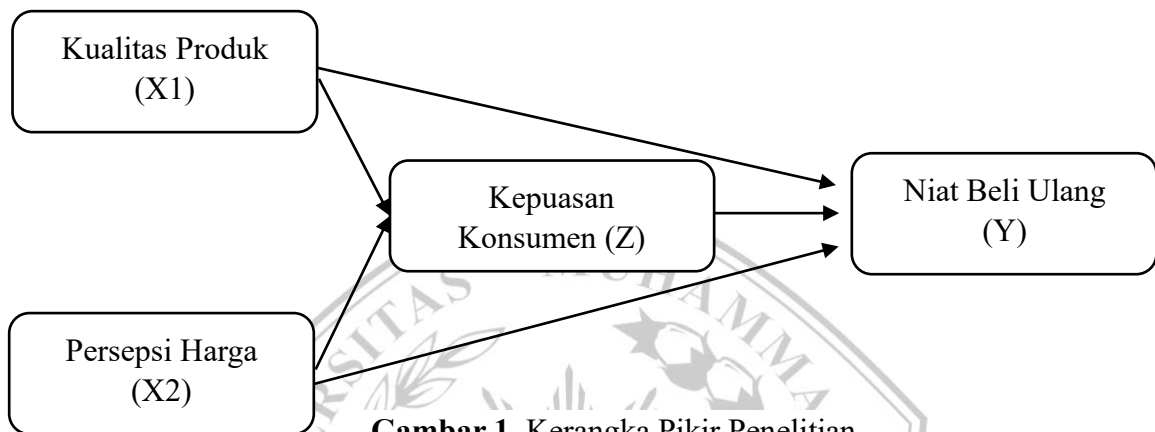 Kualitas Produk
(X1)
Kepuasan
Konsumen (Z)
Niat Beli Ulang
(Y)
Persepsi Harga
(X2)
Gambar 1. Kerangka Pikir Penelitian